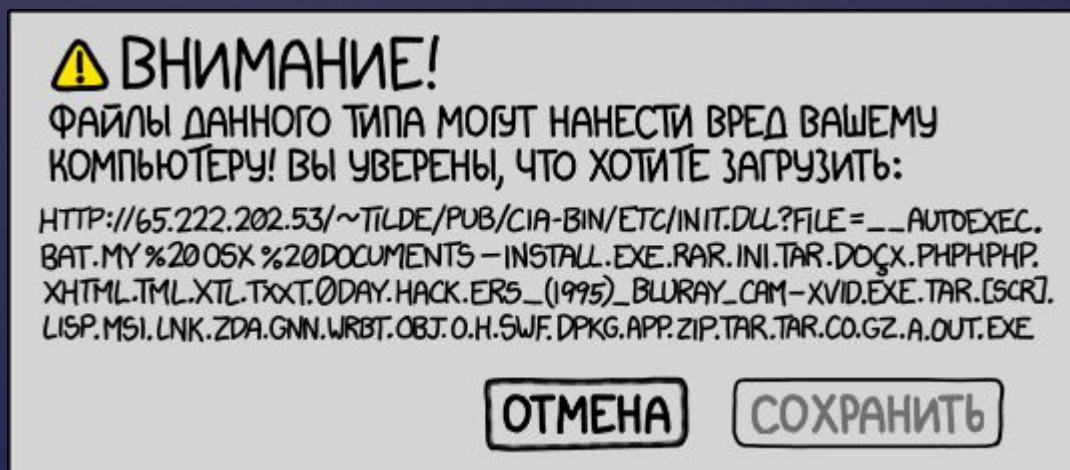 ВНИМАНИЕ!
ФАЙЛЫ ДАННОГО ТИПА МОГУТ НАНЕСТИ ВРЕД ВАШЕМУ
КОМПЬЮТЕРУ! ВЫ УВЕРЕНЫ, ЧТО ХОТИТЕ ЗАГРУЗИТЬ:
HTTP://65.222.202.53/~TILDE/PUB/CIA-BIN/ETC/INIT.DLL?FILE=__AUTOEXEC.
BAT.MY%20OSX%20DOCUMENTS-INSTALL.EXE.RAR.INI.TAR.DOÇX.PHPHPHP.
XHTML.TML.XTL.TXXT.0DAY.HACK.ERS_(1995)_BLURAY_CAM-XVID.EXE.TAR.[SCR].
LISP.MSI.LNK.ZDA.GNN.WRBT.OBJ.O.H.SWF.DPKG.APP.ZIP.TAR.TAR.CO.GZ.A.OUT.EXE
ОТМЕНА СОХРАНИТЬ